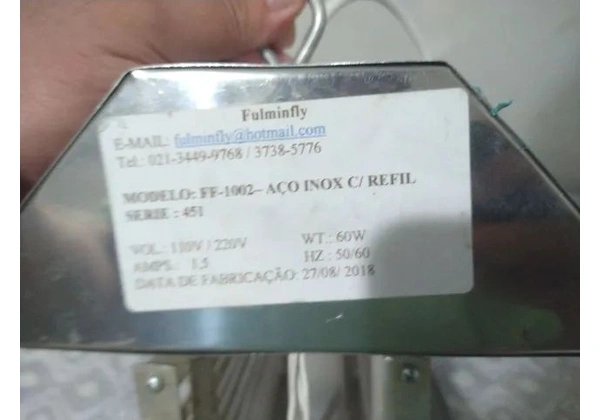 Fulminfly
E-MAIL: fulminfly@hotmail.com
Tel.: 021-3449-9768 / 3738-5776
MODELO: FF-1002– AÇO INOX C/ REFIL
SERIE : 451
VOL.: 110V / 220V WT.: 60W
AMPS.: 1.5 HZ : 50/60
DATA DE FABRICAÇÃO: 27/08/ 2018